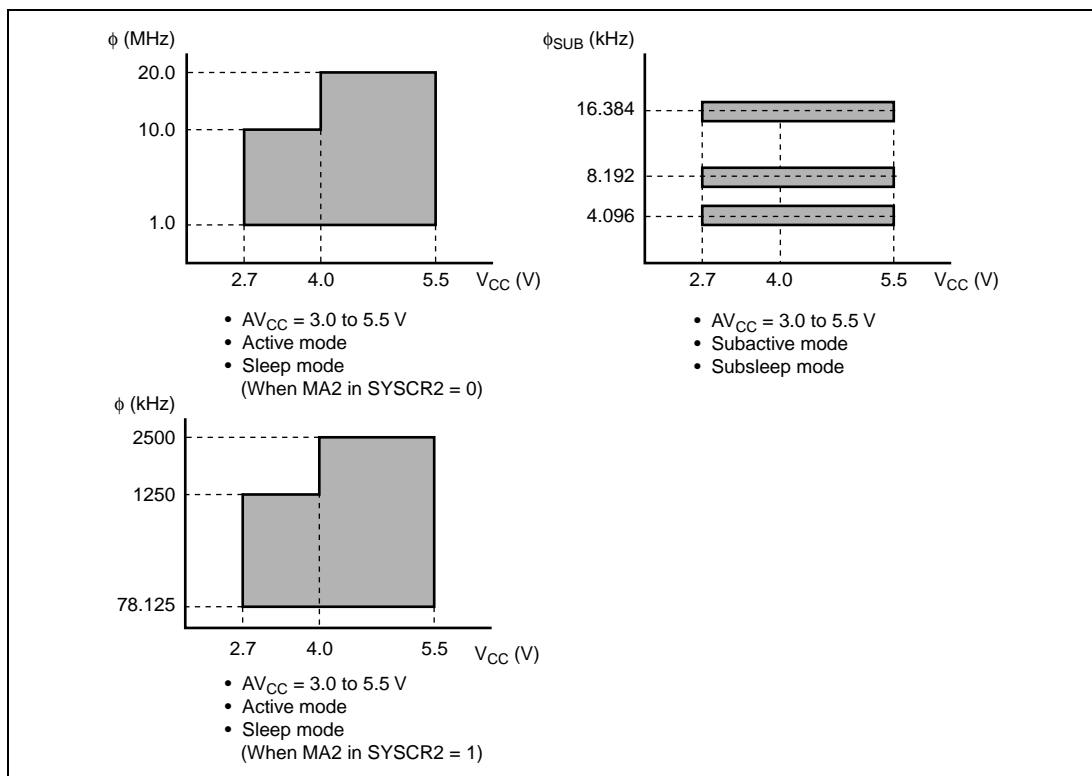 ϕ (MHz)
20.0
10.0
1.0
2.7 4.0 5.5 VCC (V)
• AVCC = 3.0 to 5.5 V
• Active mode
• Sleep mode
(When MA2 in SYSCR2 = 0)
ϕSUB (kHz)
16.384
8.192
4.096
2.7 4.0 5.5 VCC (V)
• AVCC = 3.0 to 5.5 V
• Subactive mode
• Subsleep mode
ϕ (kHz)
2500
1250
78.125
2.7 4.0 5.5 VCC (V)
• AVCC = 3.0 to 5.5 V
• Active mode
• Sleep mode
(When MA2 in SYSCR2 = 1)